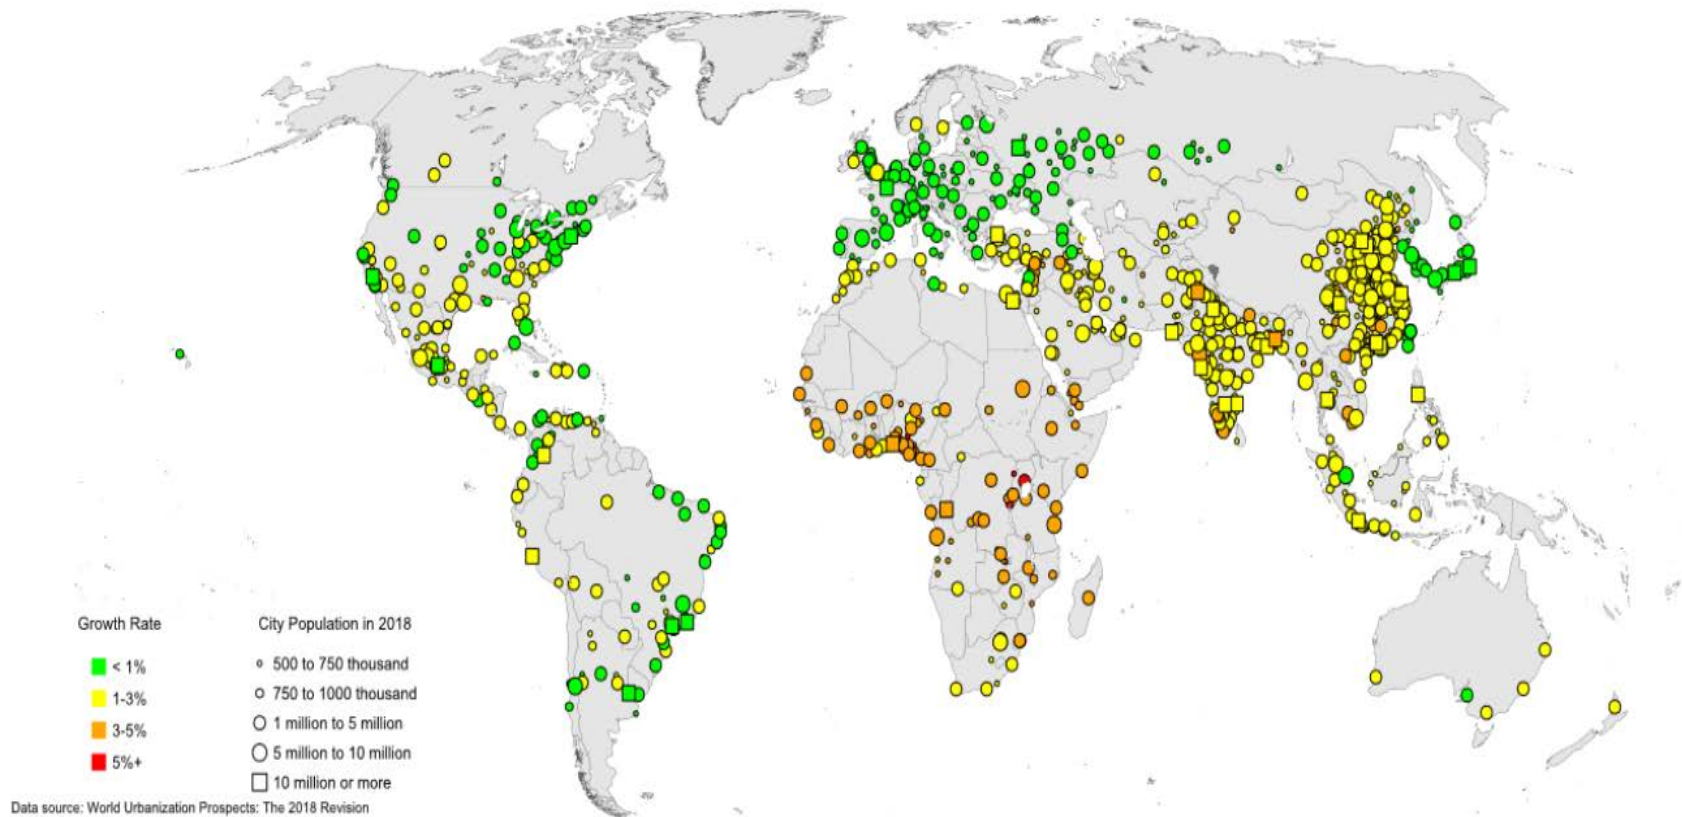 Growth Rate
< 1%
1-3%
3-5%
5%+
City Population in 2018
500 to 750 thousand
750 to 1000 thousand
1 million to 5 million
5 million to 10 million
10 million or more
Data source: World Urbanization Prospects: The 2018 Revision